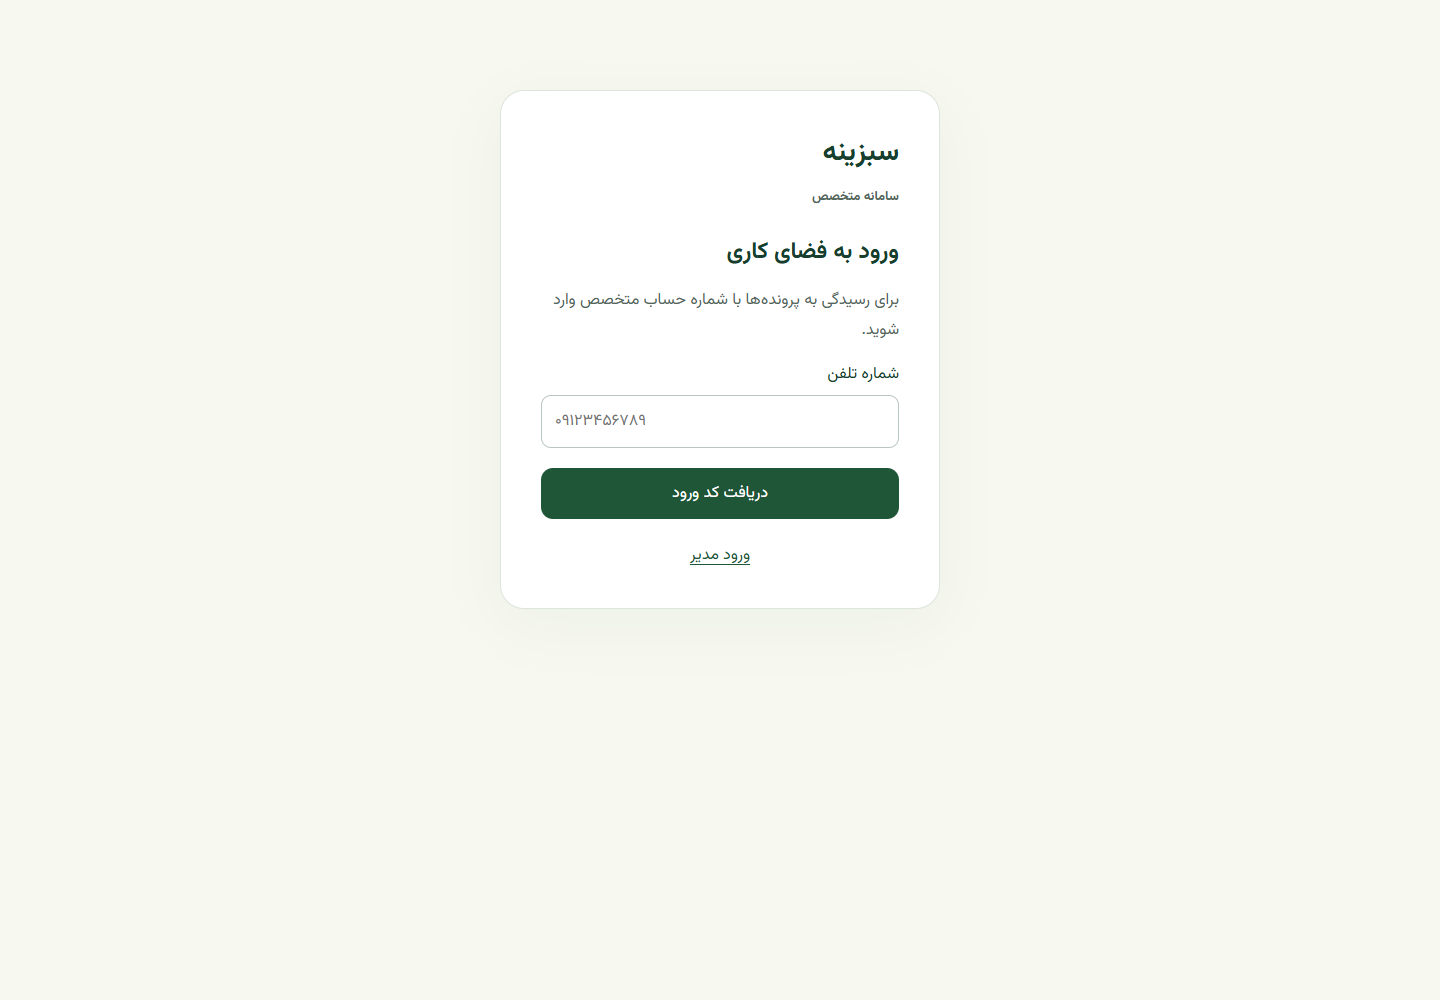 سبزینه
سامانه متخصص
ورود به فضای کاری
برای رسیدگی به پرونده‌ها با شماره حساب متخصص وارد
شوید.
شماره تلفن
۰۹۱۲۳۴۵۶۷۸۹
دریافت کد ورود
ورود مدیر